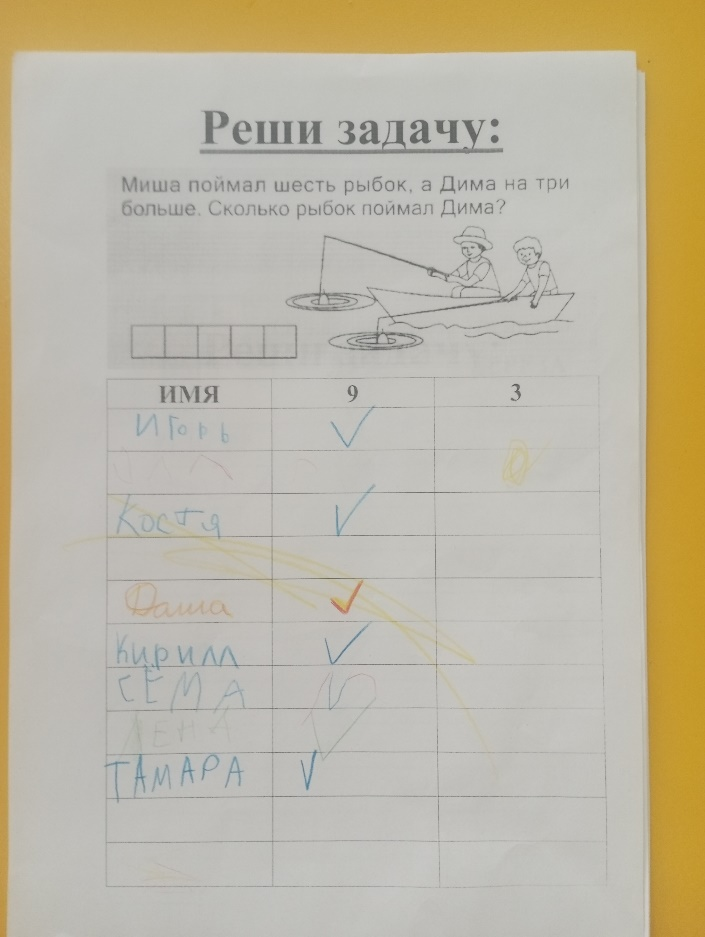 Реши задачу:
Миша поймал шесть рыбок, а Дима на три
больше. Сколько рыбок поймал Дима?
ИМЯ 9 3
Игорь ✓
Костя ✓
Даша ✓
Кирилл ✓
СЁМА ✓
ЛЕНА
ТАМАРА ✓